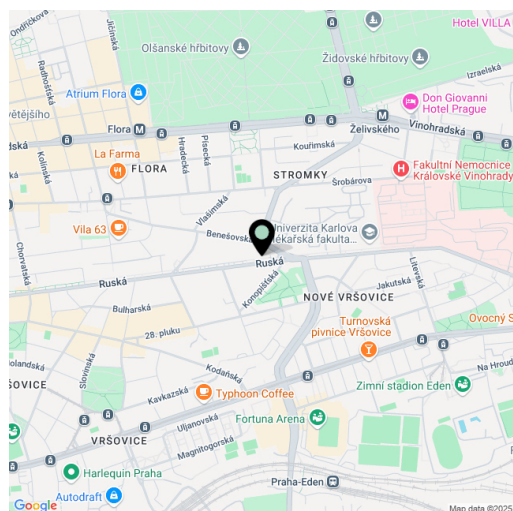 Ondříčkova
Jičínská
Hotel VILLA
Olšanské hřbitovy
Židovské hřbitovy
Radhošťská
Izraelská
Atrium Flora
Don Giovanni
Hotel Prague
větějšího
Flora
Želivského
Vinohradská
dská
Hradecká
Písecká
Kouřimská
Kolínská
La Farma
FLORA
STROMKY
Fakultní Nemocnice
Královské Vinohrady
Šrobárova
Vlašimská
Vila 63
Benešovská
Univerzita Karlova
lékařská fakulta...
Chorvatská
Ruská
Litevská
Ruská
Konopišťská
Jakutská
NOVÉ VRŠOVICE
Bulharská
Ovocný S
28. pluku
Turnovská
pivnice Vršovice
Kodaňská
Na Hroud
olandská
Slovinská
Zimní stadion Eden
ŠOVICE
Kavkazská
Typhoon Coffee
Uljanovská
Fortuna Arena
VRŠOVICE
Magnitogorská
Harlequin Praha
Praha-Eden
Autodraft
Google
Map data ©2025